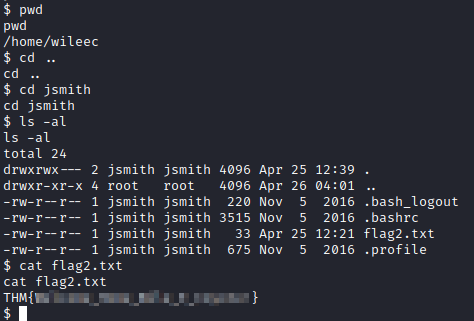 $ pwd
pwd
/home/wileec
$ cd ..
cd ..
$ cd jsmith
cd jsmith
$ ls -al
ls -al
total 24
drwxrwx--- 2 jsmith jsmith 4096 Apr 25 12:39 .
drwxr-xr-x 4 root   root   4096 Apr 26 04:01 ..
-rw-r--r-- 1 jsmith jsmith  220 Nov  5  2016 .bash_logout
-rw-r--r-- 1 jsmith jsmith 3515 Nov  5  2016 .bashrc
-rw-r--r-- 1 jsmith jsmith   33 Apr 25 12:21 flag2.txt
-rw-r--r-- 1 jsmith jsmith  675 Nov  5  2016 .profile
$ cat flag2.txt
cat flag2.txt
THM{ }
$